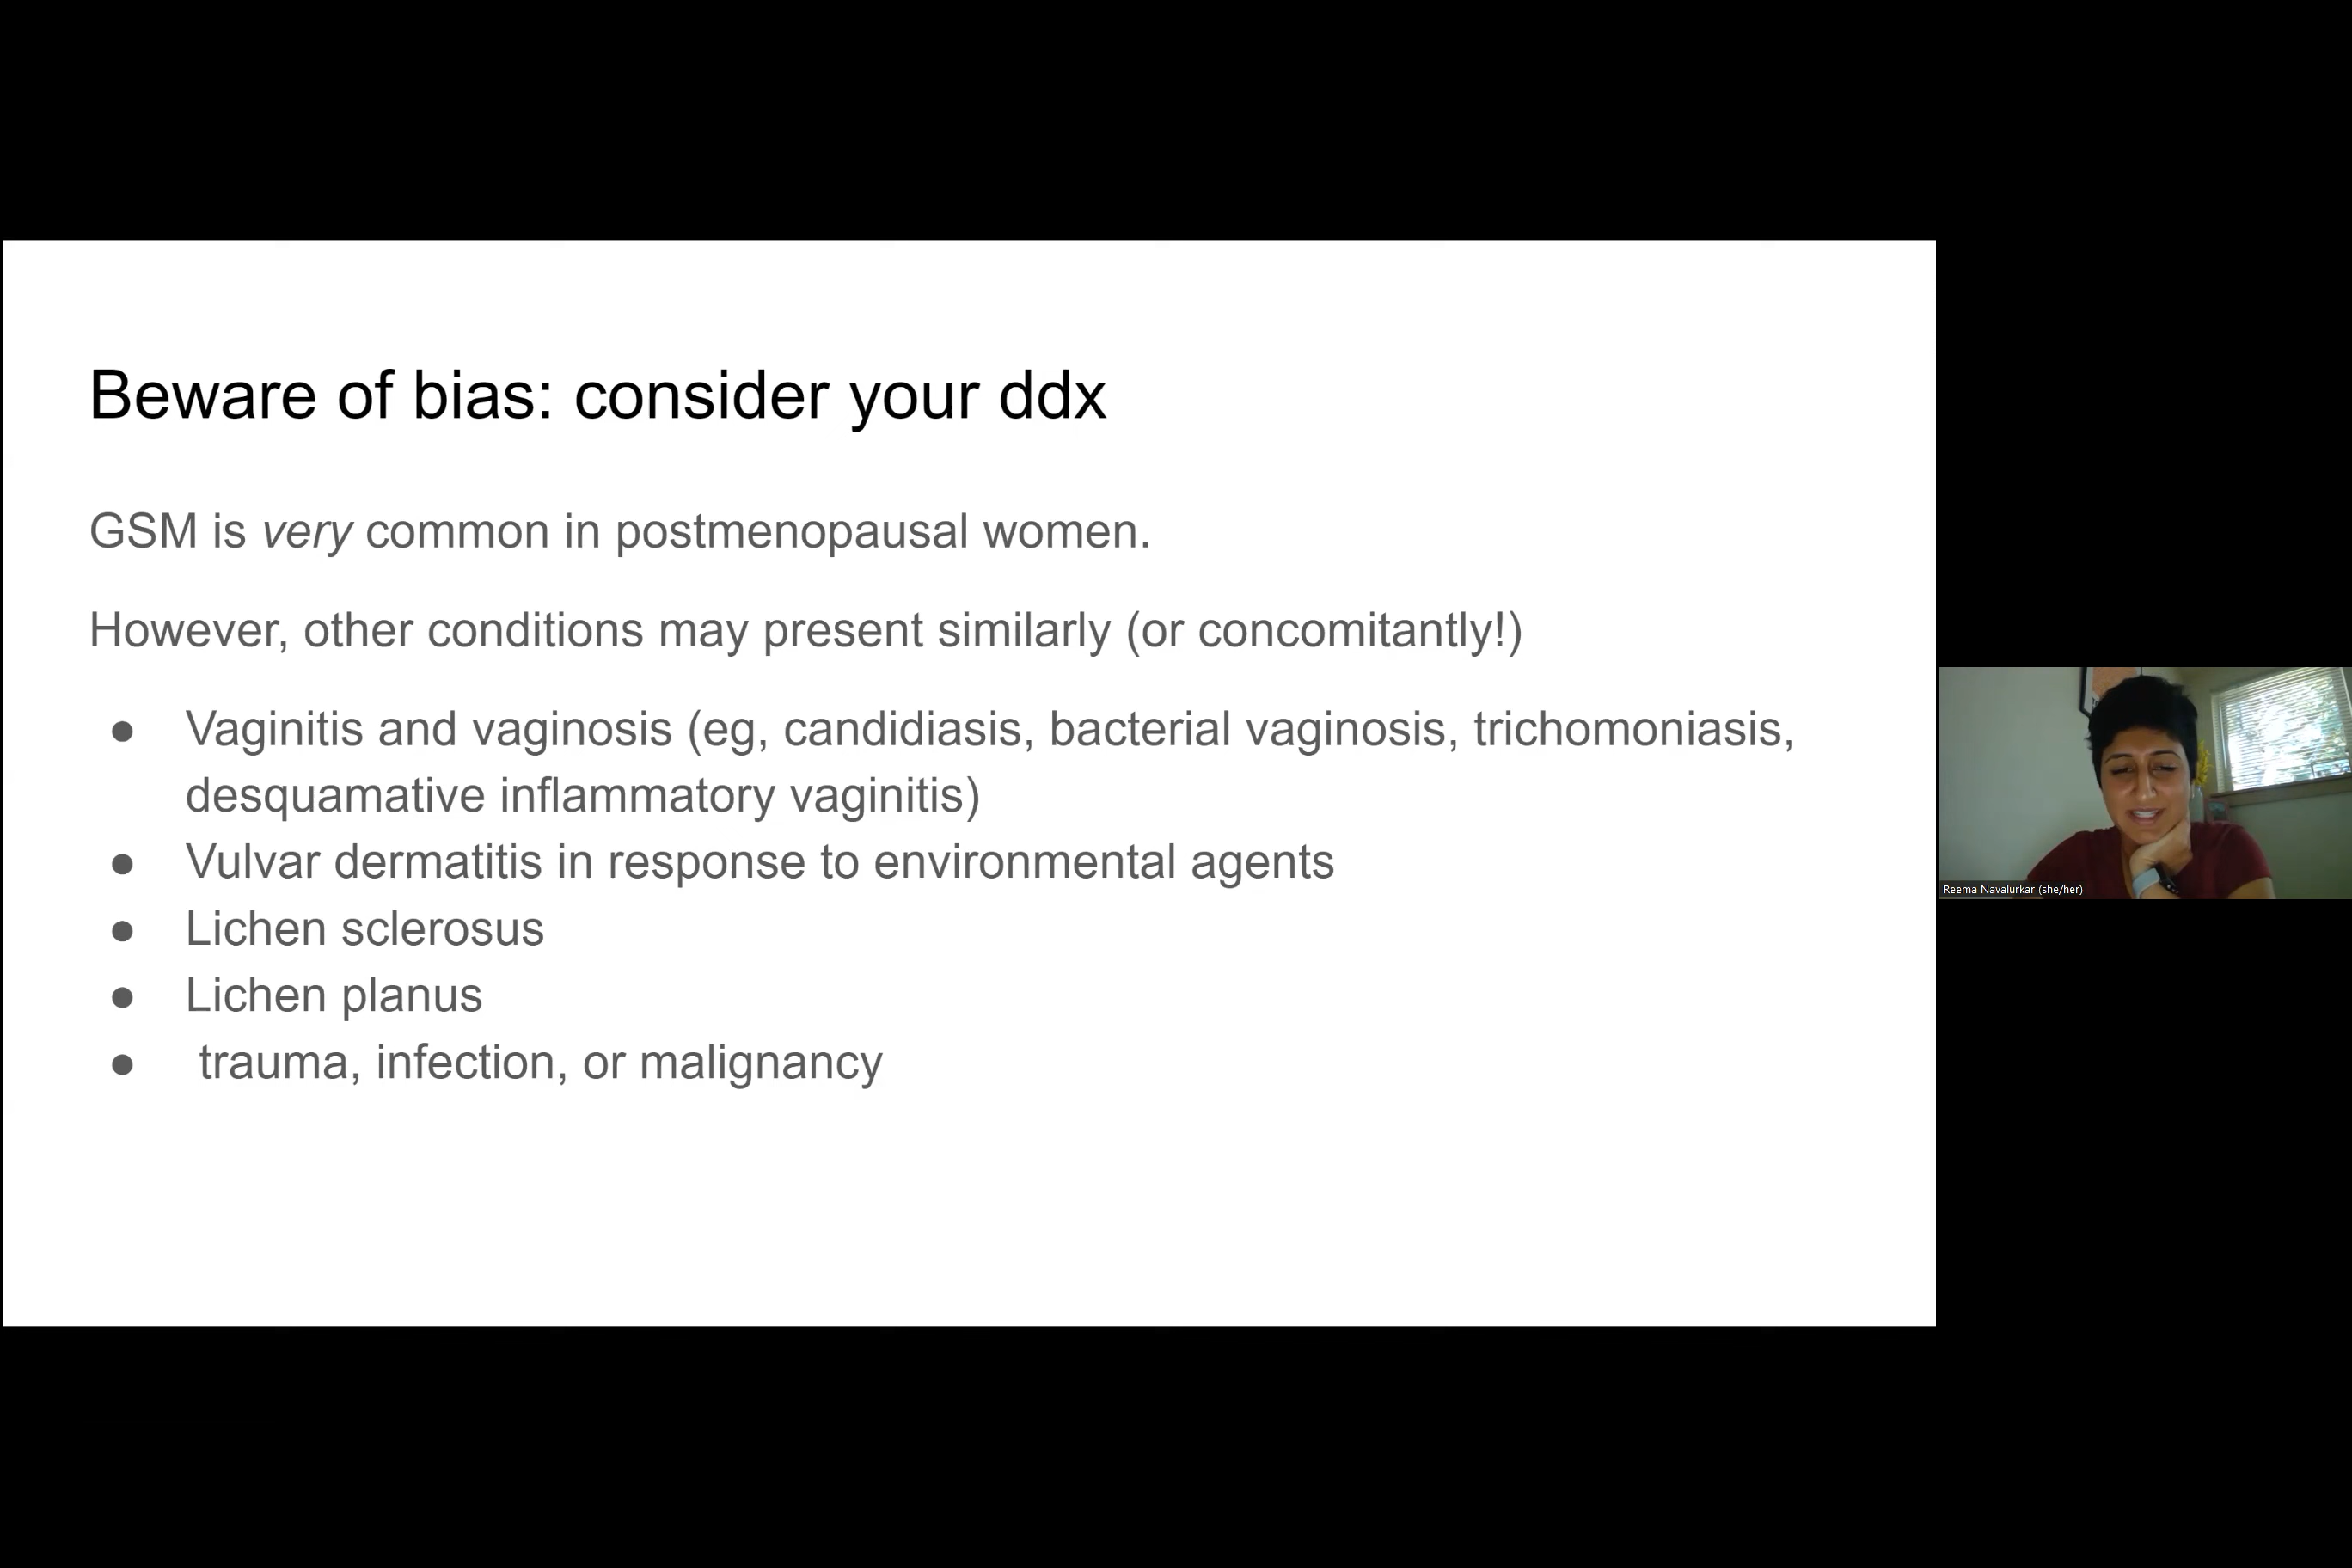 Beware of bias: consider your ddx
GSM is very common in postmenopausal women.
However, other conditions may present similarly (or concomitantly!)
● Vaginitis and vaginosis (eg, candidiasis, bacterial vaginosis, trichomoniasis,
desquamative inflammatory vaginitis)
● Vulvar dermatitis in response to environmental agents
● Lichen sclerosus
● Lichen planus
● trauma, infection, or malignancy
Reema Navalurkar (she/her)